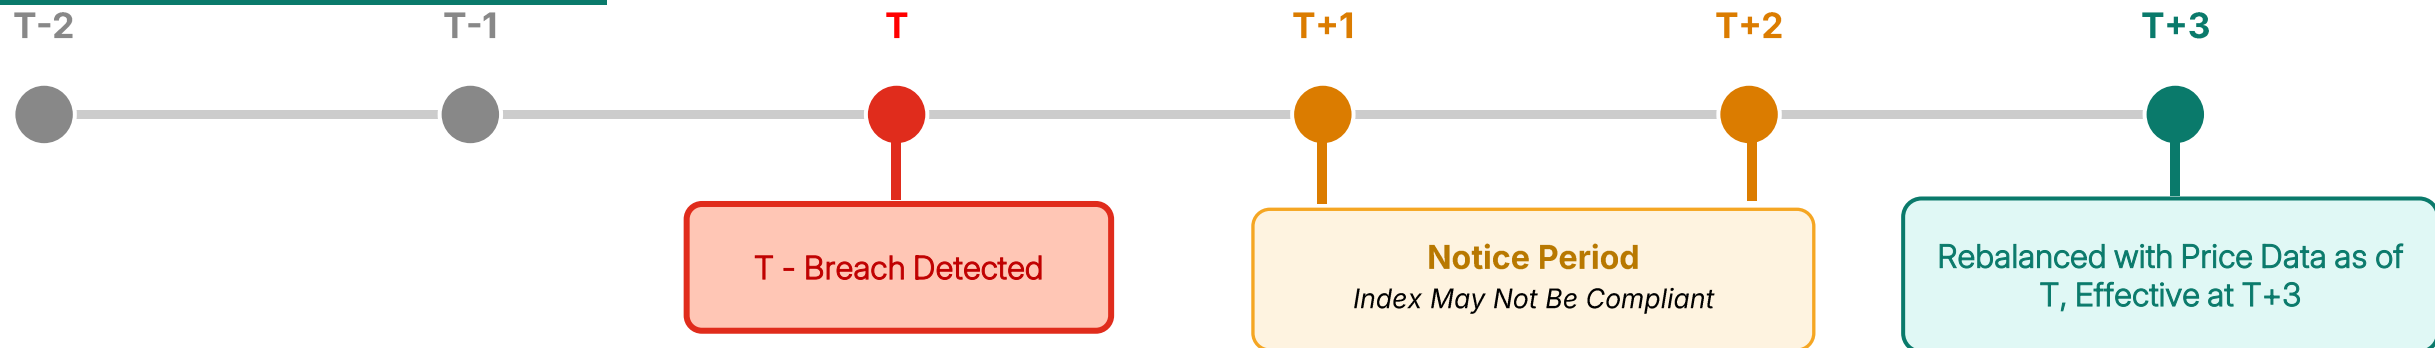 T-2
T-1
T
T+1
T+2
T+3
T - Breach Detected
Notice Period
Index May Not Be Compliant
Rebalanced with Price Data as of
T, Effective at T+3